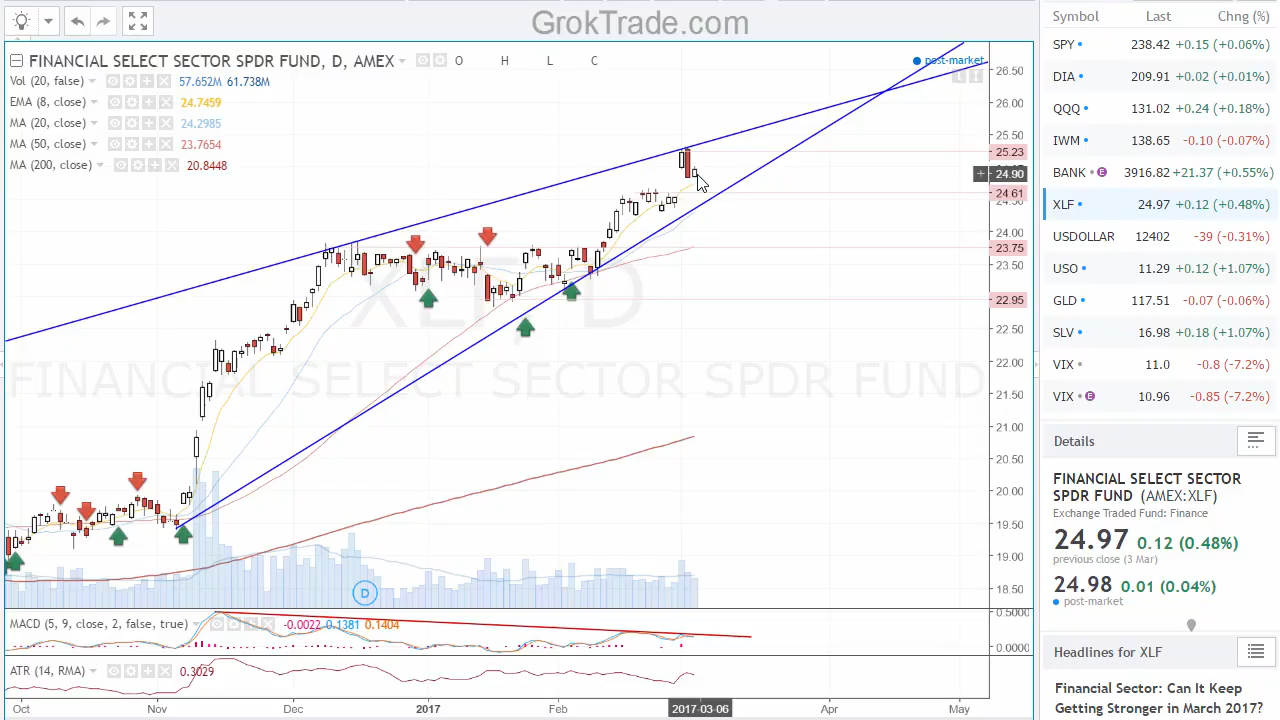 GrokTrade.com
FINANCIAL SELECT SECTOR SPDR FUND, D, AMEX O H L C
post-market
Vol (20, false) 57.652M 61.738M
EMA (8, close) 24.7459
MA (20, close) 24.2985
MA (50, close) 23.7654
MA (200, close) 20.8448
XLF, D
FINANCIAL SELECT SECTOR SPDR FUND
26.50
26.00
25.50
25.23
24.90
24.61
24.00
23.75
23.50
22.95
22.50
22.00
21.50
21.00
20.50
20.00
19.50
19.00
18.50
D
MACD (5, 9, close, 2, false, true) -0.0022 0.1381 0.1404
0.5000
0.0000
ATR (14, RMA) 0.3029
Oct Nov Dec 2017 Feb 2017-03-06 Apr May
Symbol Last Chng (%)
SPY 238.42 +0.15 (+0.06%)
DIA 209.91 +0.02 (+0.01%)
QQQ 131.02 +0.24 (+0.18%)
IWM 138.65 -0.10 (-0.07%)
BANK E 3916.82 +21.37 (+0.55%)
XLF 24.97 +0.12 (+0.48%)
USDOLLAR 12402 -39 (-0.31%)
USO 11.29 +0.12 (+1.07%)
GLD 117.51 -0.07 (-0.06%)
SLV 16.98 +0.18 (+1.07%)
VIX 11.0 -0.8 (-7.2%)
VIX E 10.96 -0.85 (-7.2%)
Details
FINANCIAL SELECT SECTOR
SPDR FUND (AMEX:XLF)
Exchange Traded Fund: Finance
24.97 0.12 (0.48%)
previous close (3 Mar)
24.98 0.01 (0.04%)
post-market
Headlines for XLF
Financial Sector: Can It Keep
Getting Stronger in March 2017?